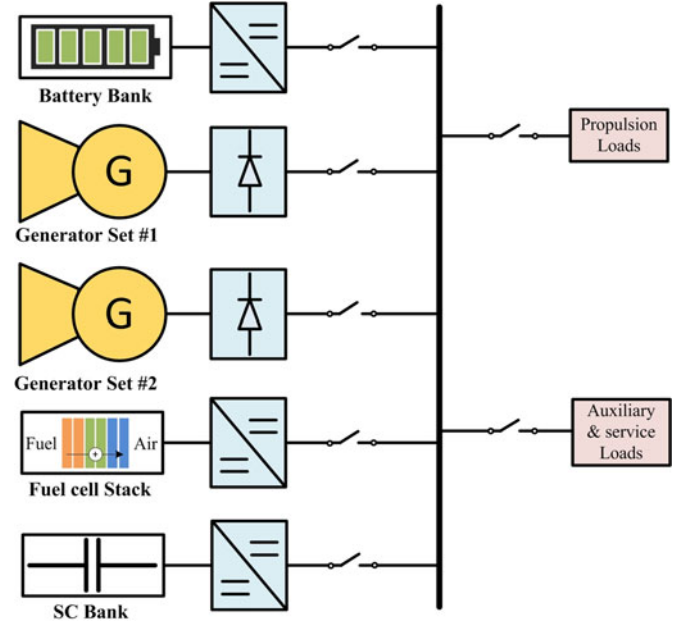 Battery Bank
G
Generator Set #1
G
Generator Set #2
Fuel
Air
Fuel cell Stack
SC Bank
Propulsion
Loads
Auxiliary
& service
Loads